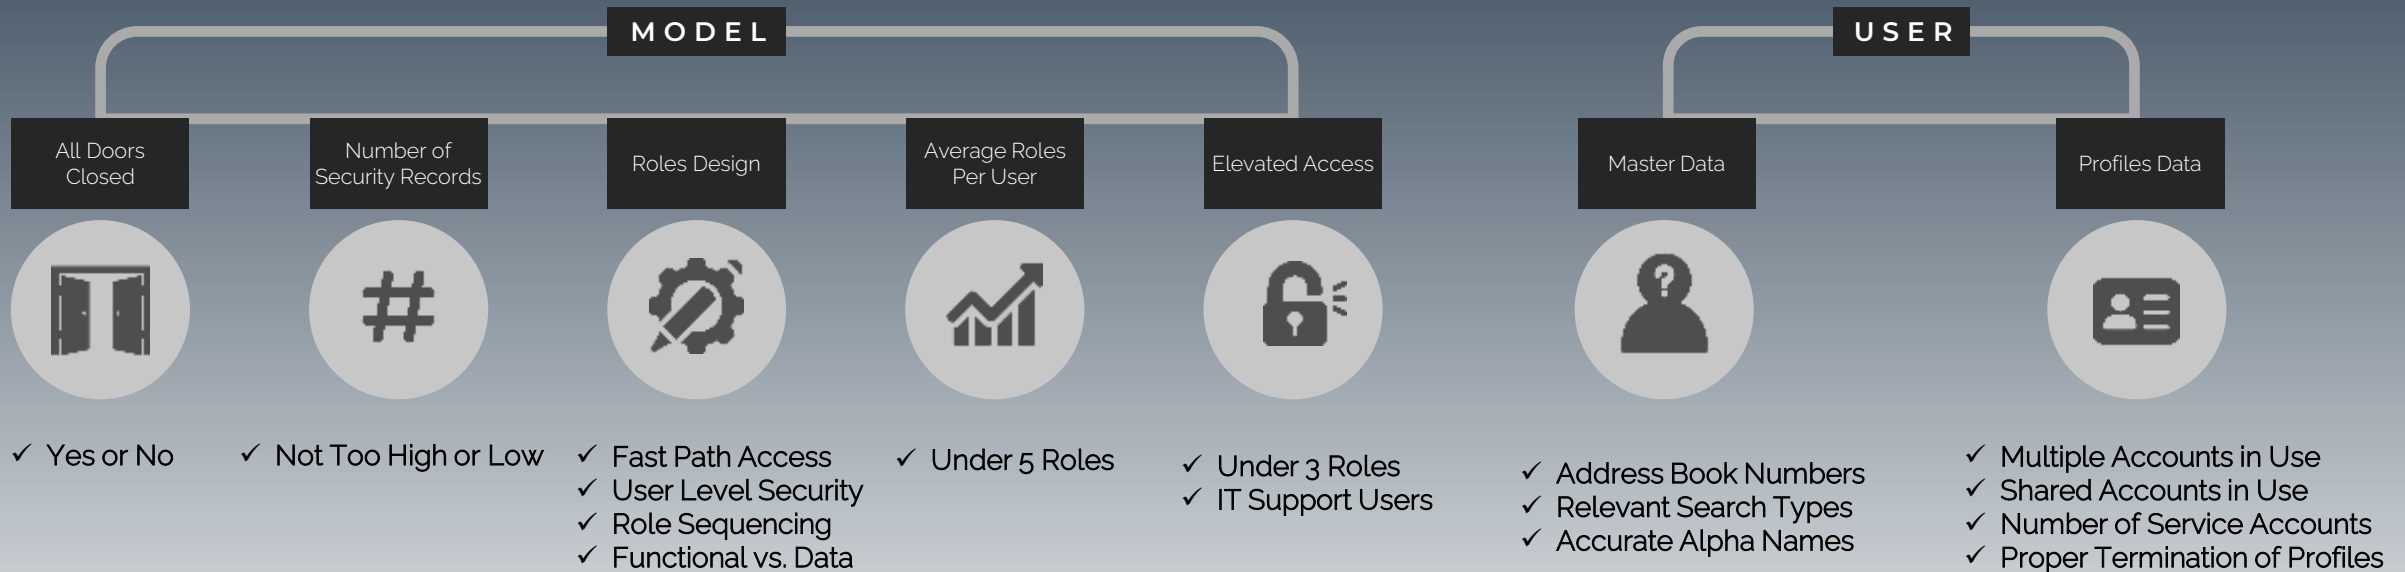 MODEL
USER
All Doors
Closed
Number of
Security Records
Roles Design
Average Roles
Per User
Elevated Access
Master Data
Profiles Data
#
?
✓ Yes or No
✓ Not Too High or Low
✓ Fast Path Access
✓ User Level Security
✓ Role Sequencing
✓ Functional vs. Data
✓ Under 5 Roles
✓ Under 3 Roles
✓ IT Support Users
✓ Address Book Numbers
✓ Relevant Search Types
✓ Accurate Alpha Names
✓ Multiple Accounts in Use
✓ Shared Accounts in Use
✓ Number of Service Accounts
✓ Proper Termination of Profiles